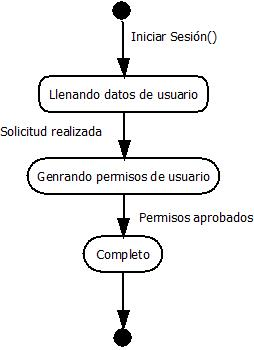 Iniciar Sesión()
Llenando datos de usuario
Solicitud realizada
Genrando permisos de usuario
Permisos aprobados
Completo